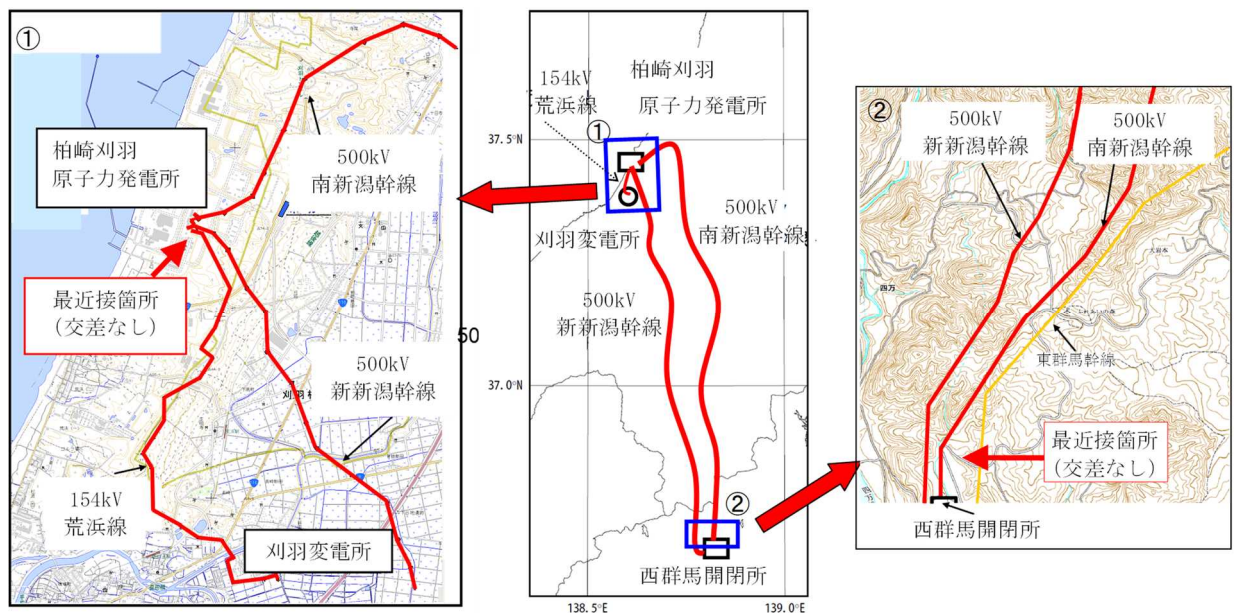 ①
柏崎刈羽
原子力発電所
500kV
南新潟幹線
最近接箇所
(交差なし)
500kV
新新潟幹線
154kV
荒浜線
刈羽変電所
50
154kV
荒浜線
柏崎刈羽
原子力発電所
37.5°N
①
刈羽変電所
500kV
南新潟幹線
500kV
新新潟幹線
37.0°N
②
西群馬開閉所
138.5°E
139.0°E
②
500kV
新新潟幹線
500kV
南新潟幹線
四万
東群馬幹線
最近接箇所
(交差なし)
西群馬開閉所